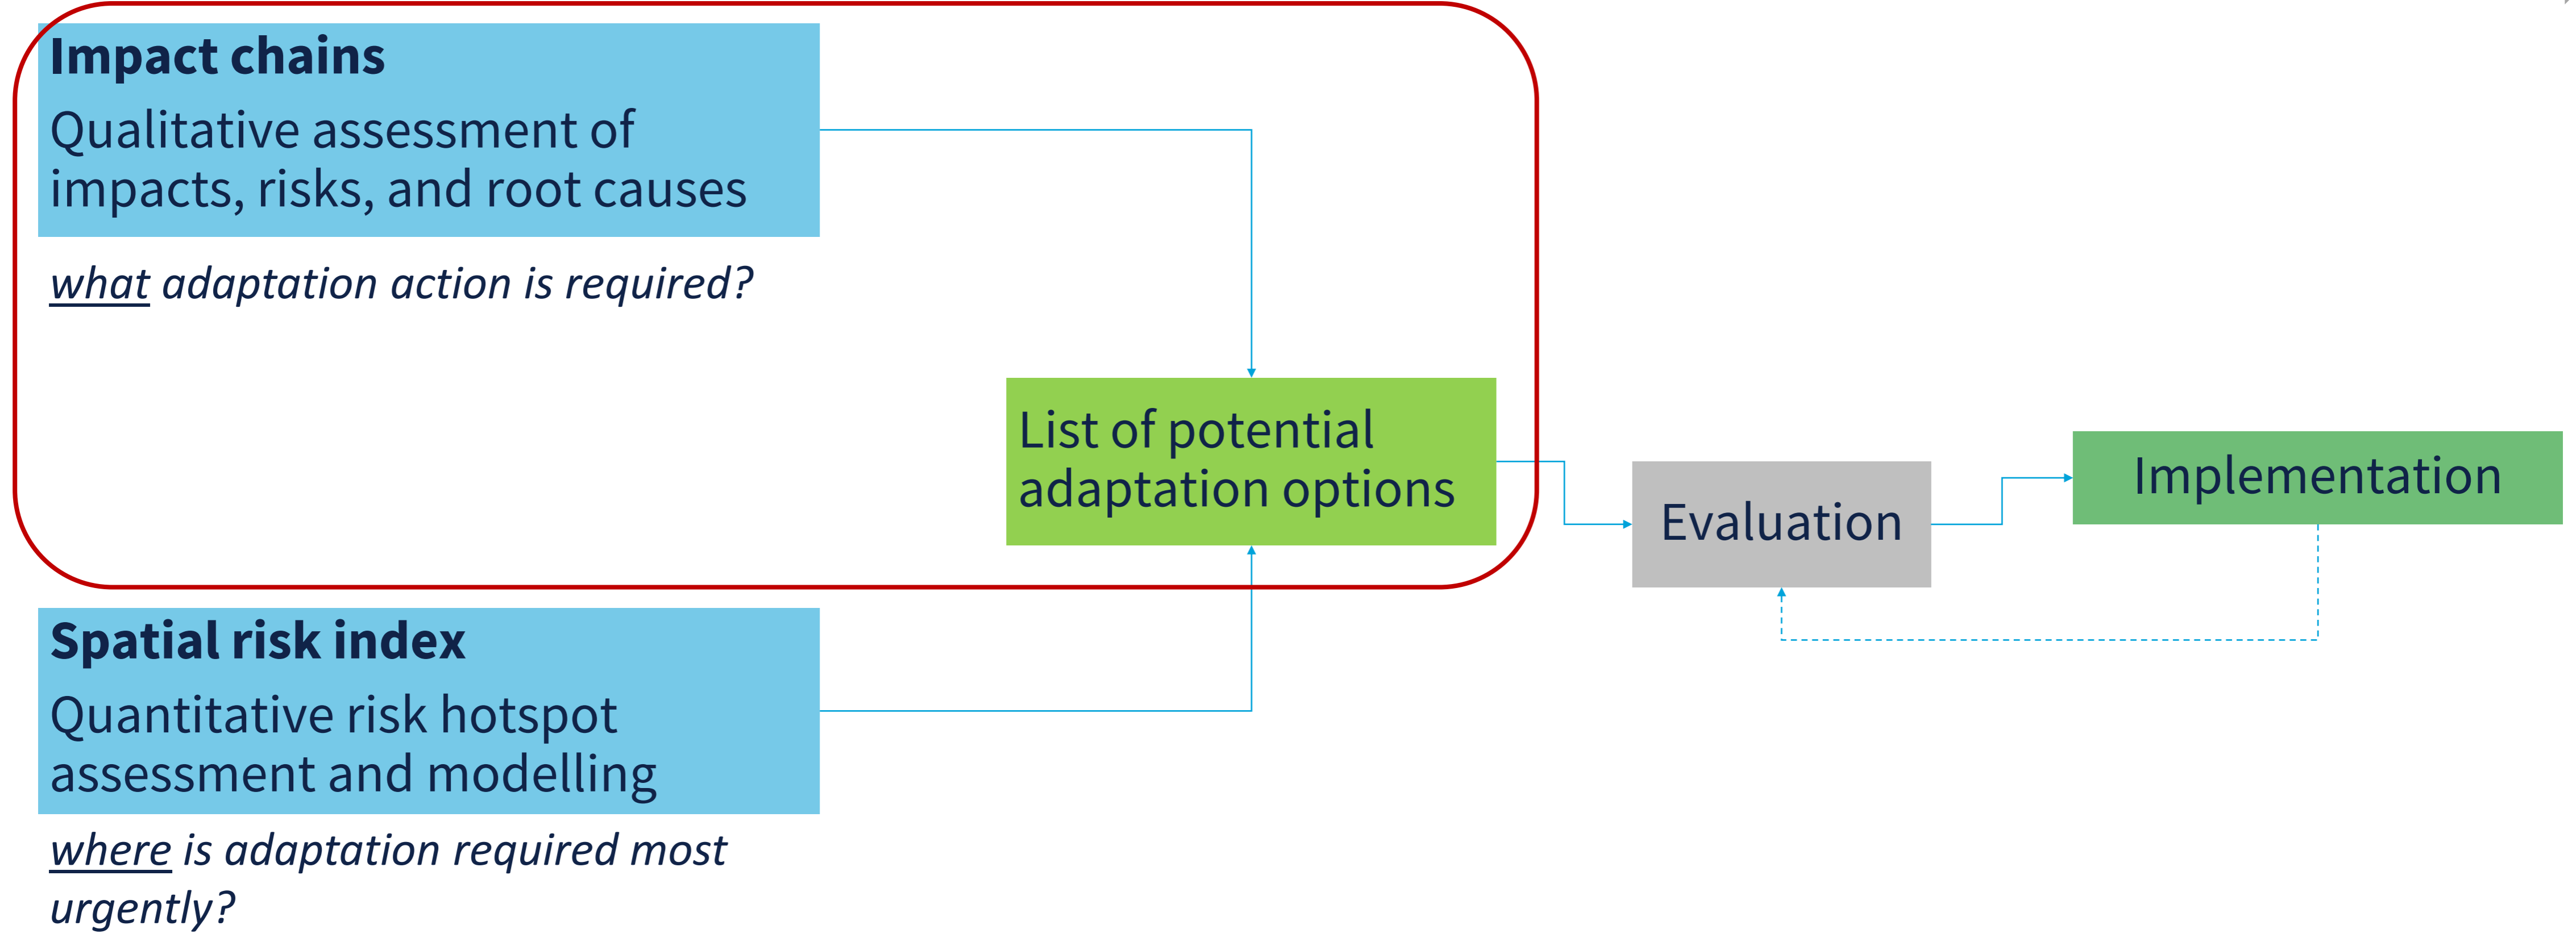 Impact chains
Qualitative assessment of
impacts, risks, and root causes
what adaptation action is required?
List of potential
adaptation options
Evaluation
Implementation
Spatial risk index
Quantitative risk hotspot
assessment and modelling
where is adaptation required most
urgently?